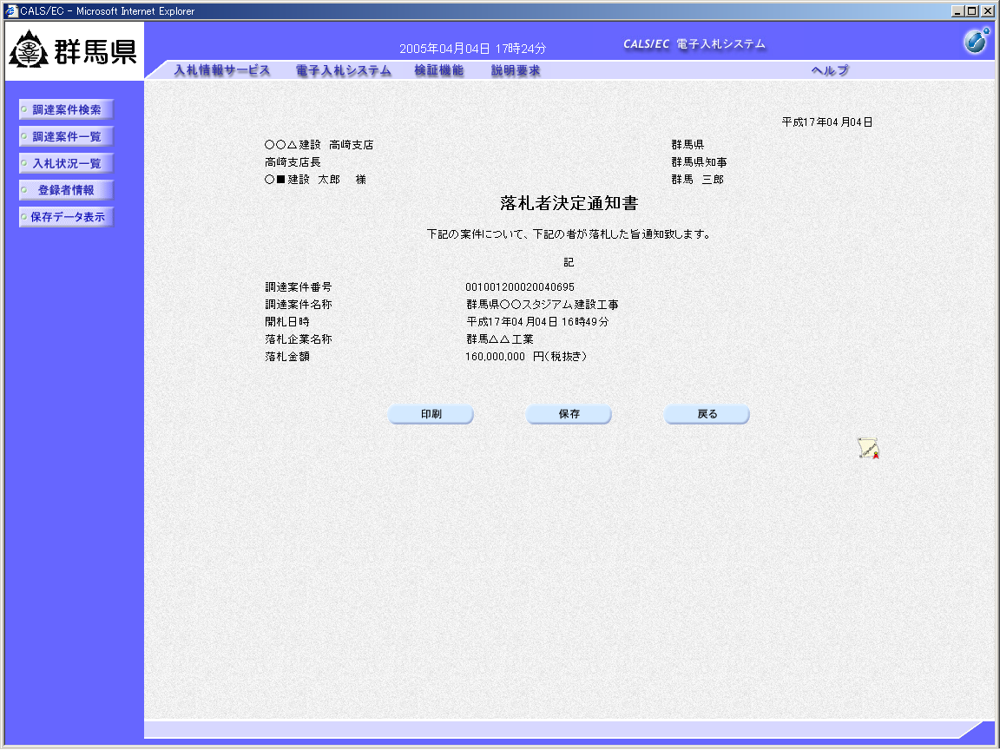 CALS/EC - Microsoft Internet Explorer
群馬県
2005年04月04日 17時24分
CALS/EC 電子入札システム
入札情報サービス 電子入札システム 検証機能 説明要求 ヘルプ
調達案件検索
調達案件一覧
入札状況一覧
登録者情報
保存データ表示
平成17年04月04日
〇〇△建設 高崎支店
高崎支店長
〇■建設 太郎 様
群馬県
群馬県知事
群馬 三郎
落札者決定通知書
下記の案件について、下記の者が落札した旨通知致します。
記
調達案件番号 001001200020040695
調達案件名称 群馬県〇〇スタジアム建設工事
開札日時 平成17年04月04日 16時49分
落札企業名称 群馬△△工業
落札金額 160,000,000 円(税抜き)
印刷 保存 戻る